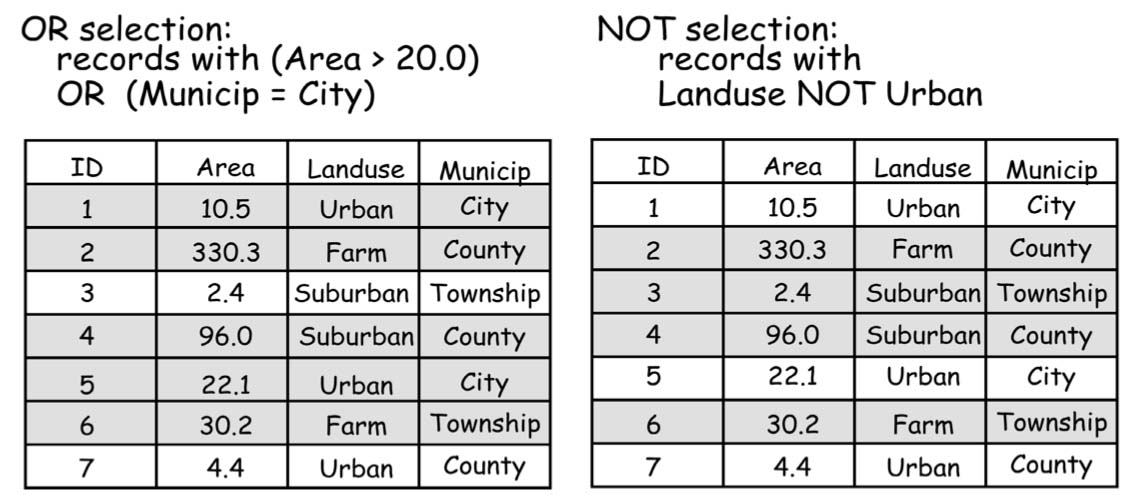 OR selection:
records with (Area > 20.0)
OR (Municip = City)
ID Area Landuse Municip
1 10.5 Urban City
2 330.3 Farm County
3 2.4 Suburban Township
4 96.0 Suburban County
5 22.1 Urban City
6 30.2 Farm Township
7 4.4 Urban County
NOT selection:
records with
Landuse NOT Urban
ID Area Landuse Municip
1 10.5 Urban City
2 330.3 Farm County
3 2.4 Suburban Township
4 96.0 Suburban County
5 22.1 Urban City
6 30.2 Farm Township
7 4.4 Urban County